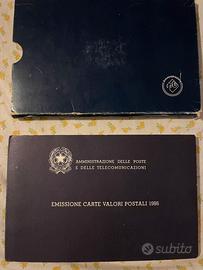 AMMINISTRAZIONE DELLE POSTE
E DELLE TELECOMUNICAZIONI
EMISSIONE CARTE VALORI POSTALI 1986
subito